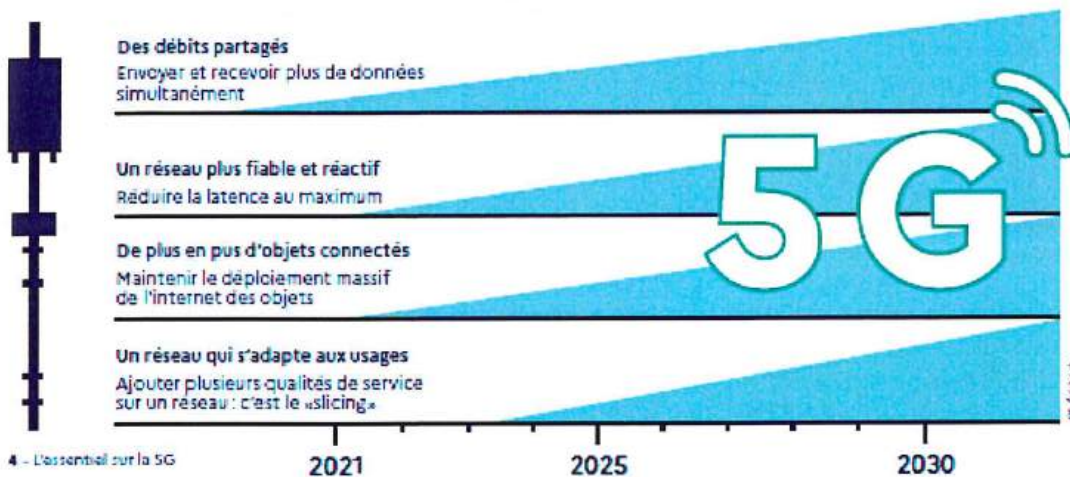 Des débits partagés
Envoyer et recevoir plus de données
simultanément
Un réseau plus fiable et réactif
Réduire la latence au maximum
De plus en pus d'objets connectés
Maintenir le déploiement massif
de l'internet des objets
Un réseau qui s'adapte aux usages
Ajouter plusieurs qualités de service
sur un réseau : c'est le «slicing»
5G
2021
2025
2030
4 - L'essentiel sur la 5G